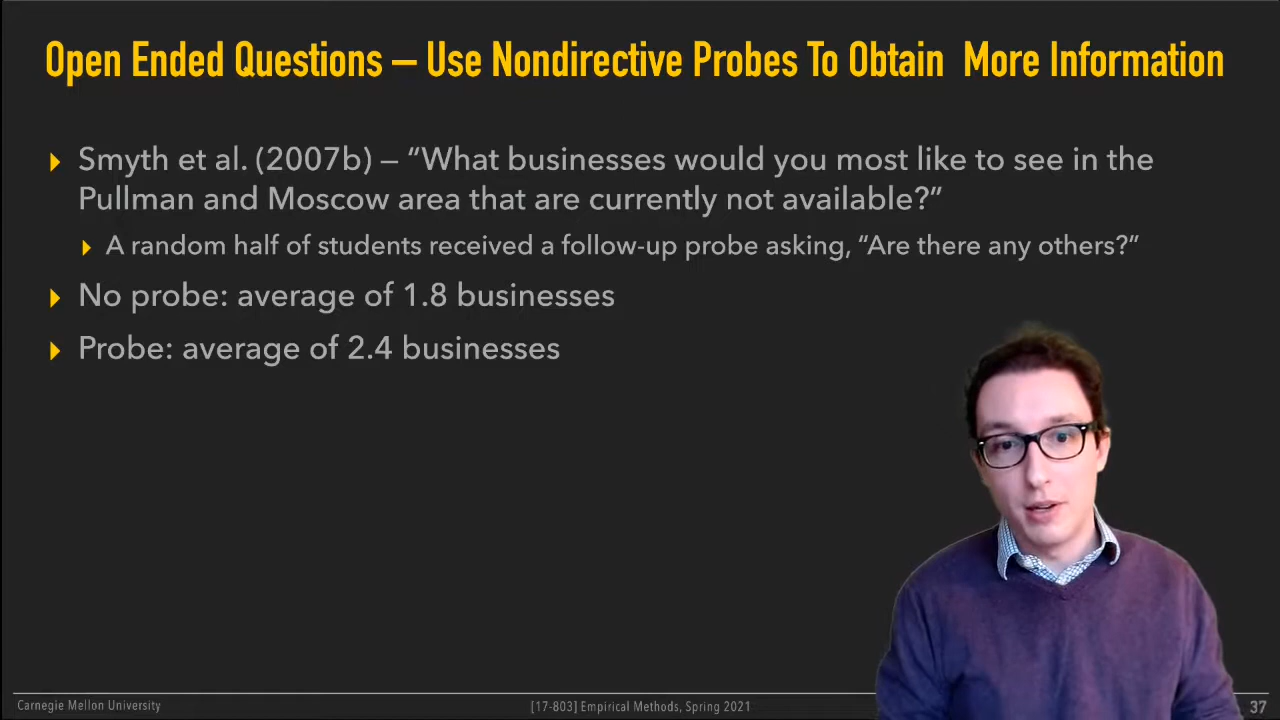 Open Ended Questions – Use Nondirective Probes To Obtain More Information
Smyth et al. (2007b) – “What businesses would you most like to see in the
Pullman and Moscow area that are currently not available?”
A random half of students received a follow-up probe asking, “Are there any others?”
No probe: average of 1.8 businesses
Probe: average of 2.4 businesses
Carnegie Mellon University
[17-803] Empirical Methods, Spring 2021
37